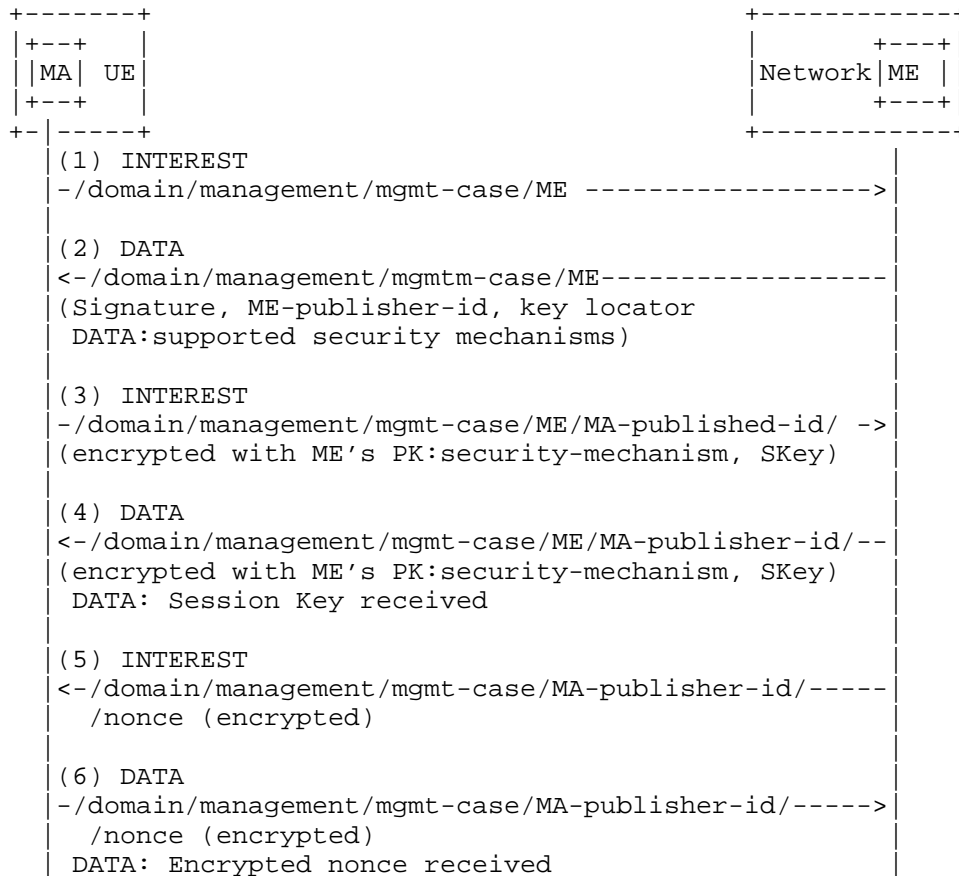 +-------+                                      +-------------+
|+--+   |                                      |       +---+|
||MA| UE|                                      |Network|ME ||
|+--+   |                                      |       +---+|
+-|-----+                                      +-------------+
  |(1) INTEREST                                         |
  |-/domain/management/mgmt-case/ME ------------------>|
  |                                                     |
  |(2) DATA                                             |
  |<-/domain/management/mgmtm-case/ME------------------|
  |(Signature, ME-publisher-id, key locator             |
  | DATA:supported security mechanisms)                 |
  |                                                     |
  |(3) INTEREST                                         |
  |-/domain/management/mgmt-case/ME/MA-published-id/ ->|
  |(encrypted with ME's PK:security-mechanism, SKey)    |
  |                                                     |
  |(4) DATA                                             |
  |<-/domain/management/mgmt-case/ME/MA-publisher-id/--|
  |(encrypted with ME's PK:security-mechanism, SKey)    |
  | DATA: Session Key received                          |
  |                                                     |
  |(5) INTEREST                                         |
  |<-/domain/management/mgmt-case/MA-publisher-id/-----|
  |  /nonce (encrypted)                                 |
  |                                                     |
  |(6) DATA                                             |
  |-/domain/management/mgmt-case/MA-publisher-id/----->|
  |  /nonce (encrypted)                                 |
  | DATA: Encrypted nonce received                      |